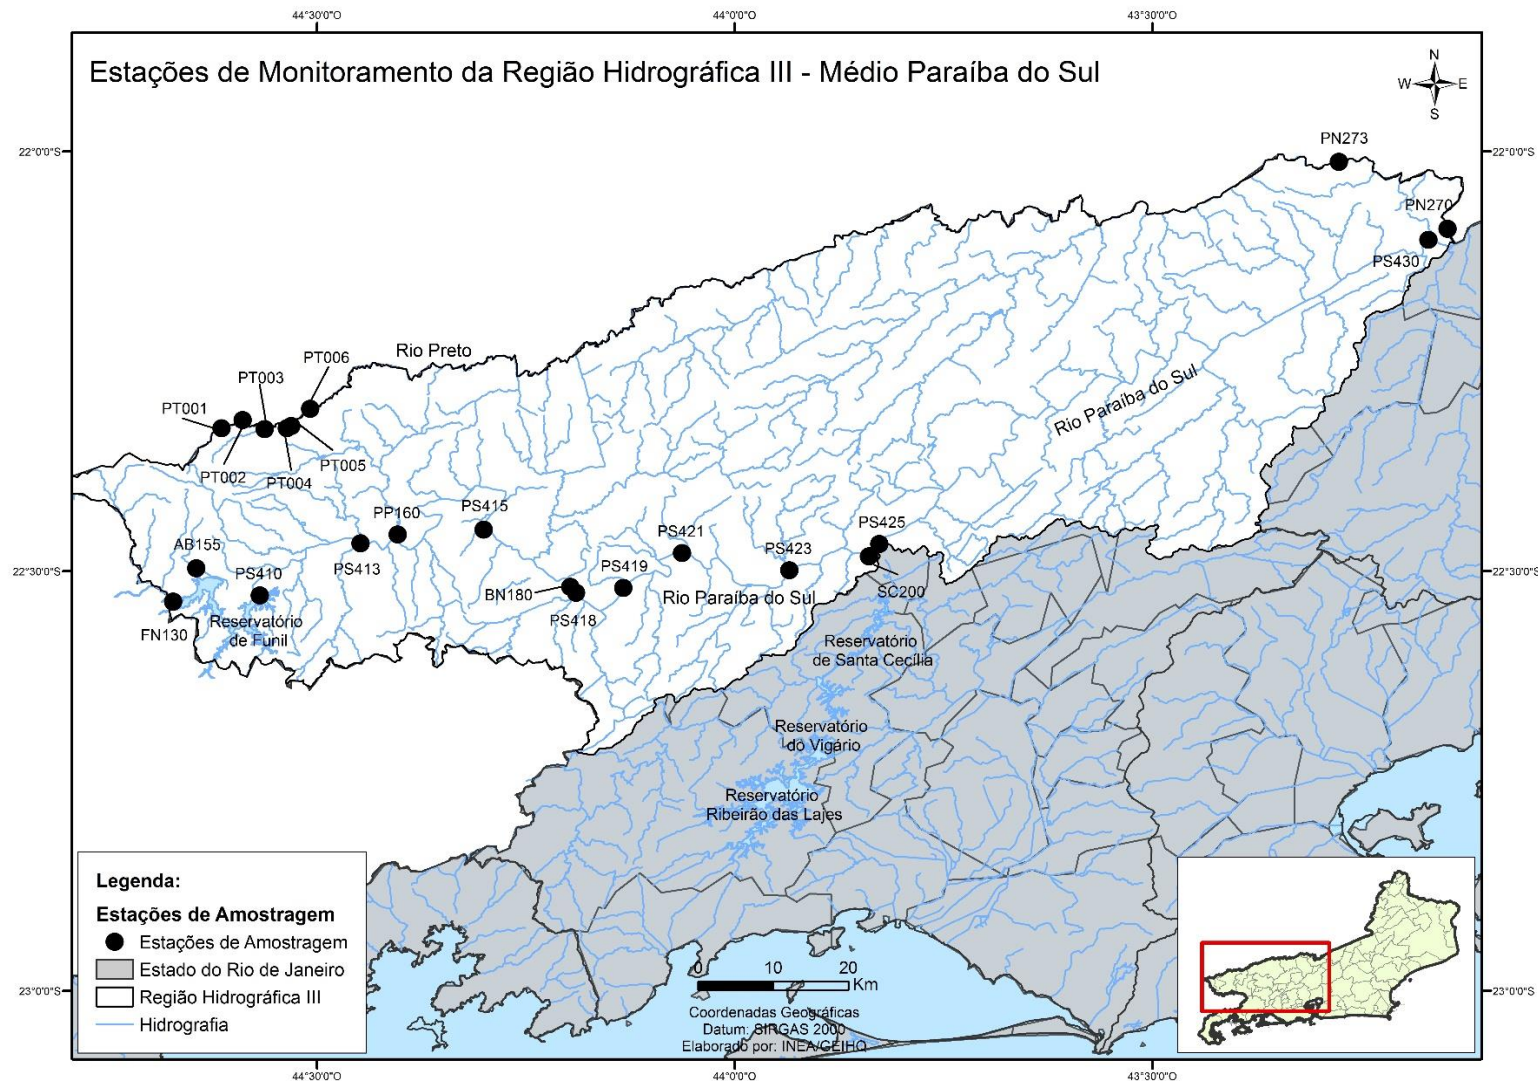 44°30'0"O
44°0'0"O
43°30'0"O
Estações de Monitoramento da Região Hidrográfica III - Médio Paraíba do Sul
N
W
E
S
22°0'0"S
22°0'0"S
PN273
PN270
PS430
Rio Preto
PT006
PT003
PT001
PT002
PT004
PT005
Rio Paraíba do Sul
PP160
PS415
PS413
AB155
PS410
FN130
Reservatório
de Funil
BN180
PS418
PS419
PS421
PS423
PS425
SC200
Rio Paraíba do Sul
22°30'0"S
22°30'0"S
Reservatório
de Santa Cecília
Reservatório
do Vigário
Reservatório
Ribeirão das Lajes
Legenda:
Estações de Amostragem
Estações de Amostragem
Estado do Rio de Janeiro
Região Hidrográfica III
Hidrografia
0 10 20
Km
Coordenadas Geográficas
Datum: SIRGAS 2000
Elaborado por: INEA/GEIHQ
23°0'0"S
23°0'0"S
44°30'0"O
44°0'0"O
43°30'0"O